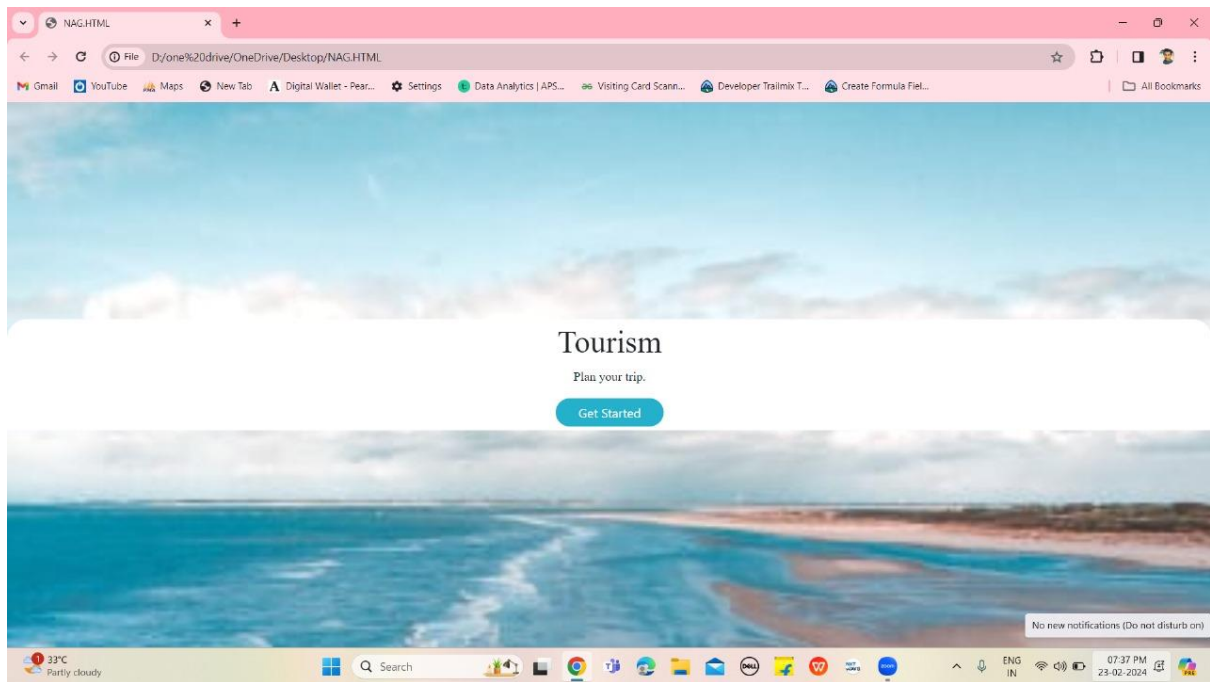 NAG.HTML
File D:/one%20drive/OneDrive/Desktop/NAG.HTML
Gmail YouTube Maps New Tab Digital Wallet - Pear... Settings Data Analytics | APS... Visiting Card Scann... Developer Trailmix T... Create Formula Fiel... All Bookmarks
Tourism
Plan your trip.
Get Started
No new notifications (Do not disturb on)
1 33°C
Partly cloudy
Search
DELL
ENG
IN
07:37 PM
23-02-2024